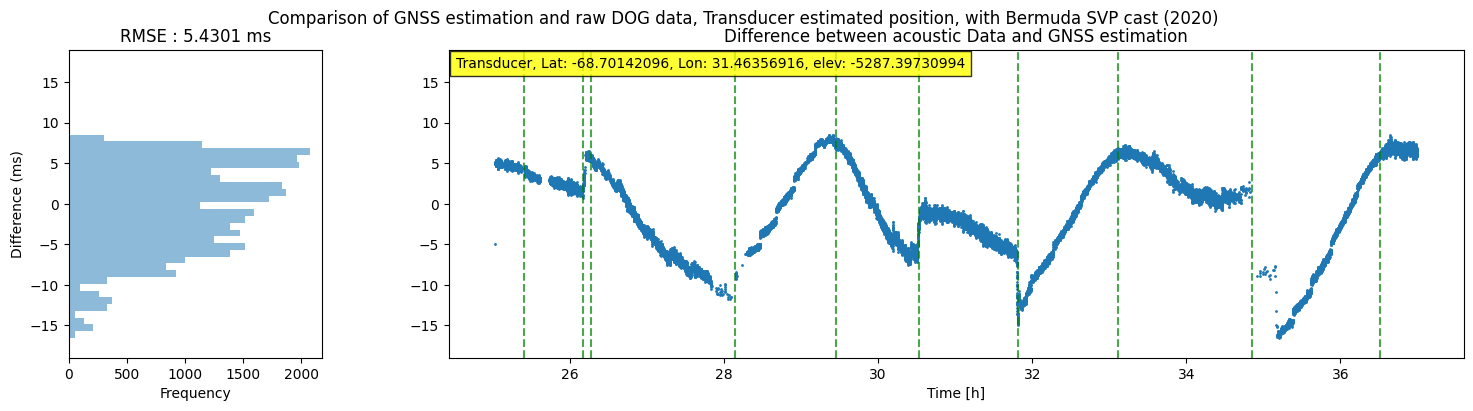 Comparison of GNSS estimation and raw DOG data, Transducer estimated position, with Bermuda SVP cast (2020)
RMSE : 5.4301 ms
Difference between acoustic Data and GNSS estimation
Transducer, Lat: -68.70142096, Lon: 31.46356916, elev: -5287.39730994
Difference (ms)
15
10
5
0
−5
−10
−15
0 500 1000 1500 2000
Frequency
15
10
5
0
−5
−10
−15
26 28 30 32 34 36
Time [h]